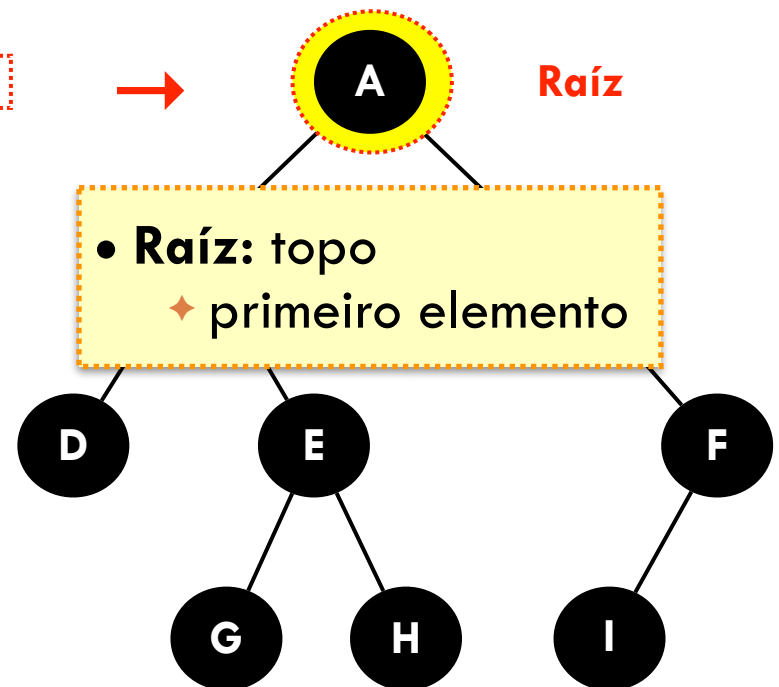 A Raíz
• Raíz: topo
✦ primeiro elemento
D E F
G H I